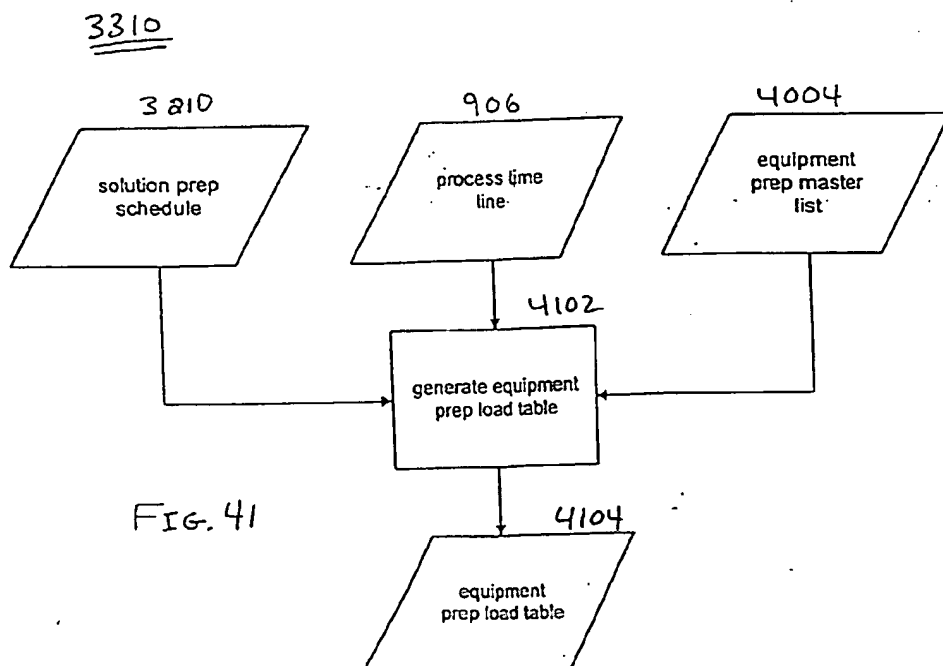 3310
3210
906
4004
solution prep
schedule
process time
line
equipment
prep master
list
4102
generate equipment
prep load table
FIG. 41
4104
equipment
prep load table